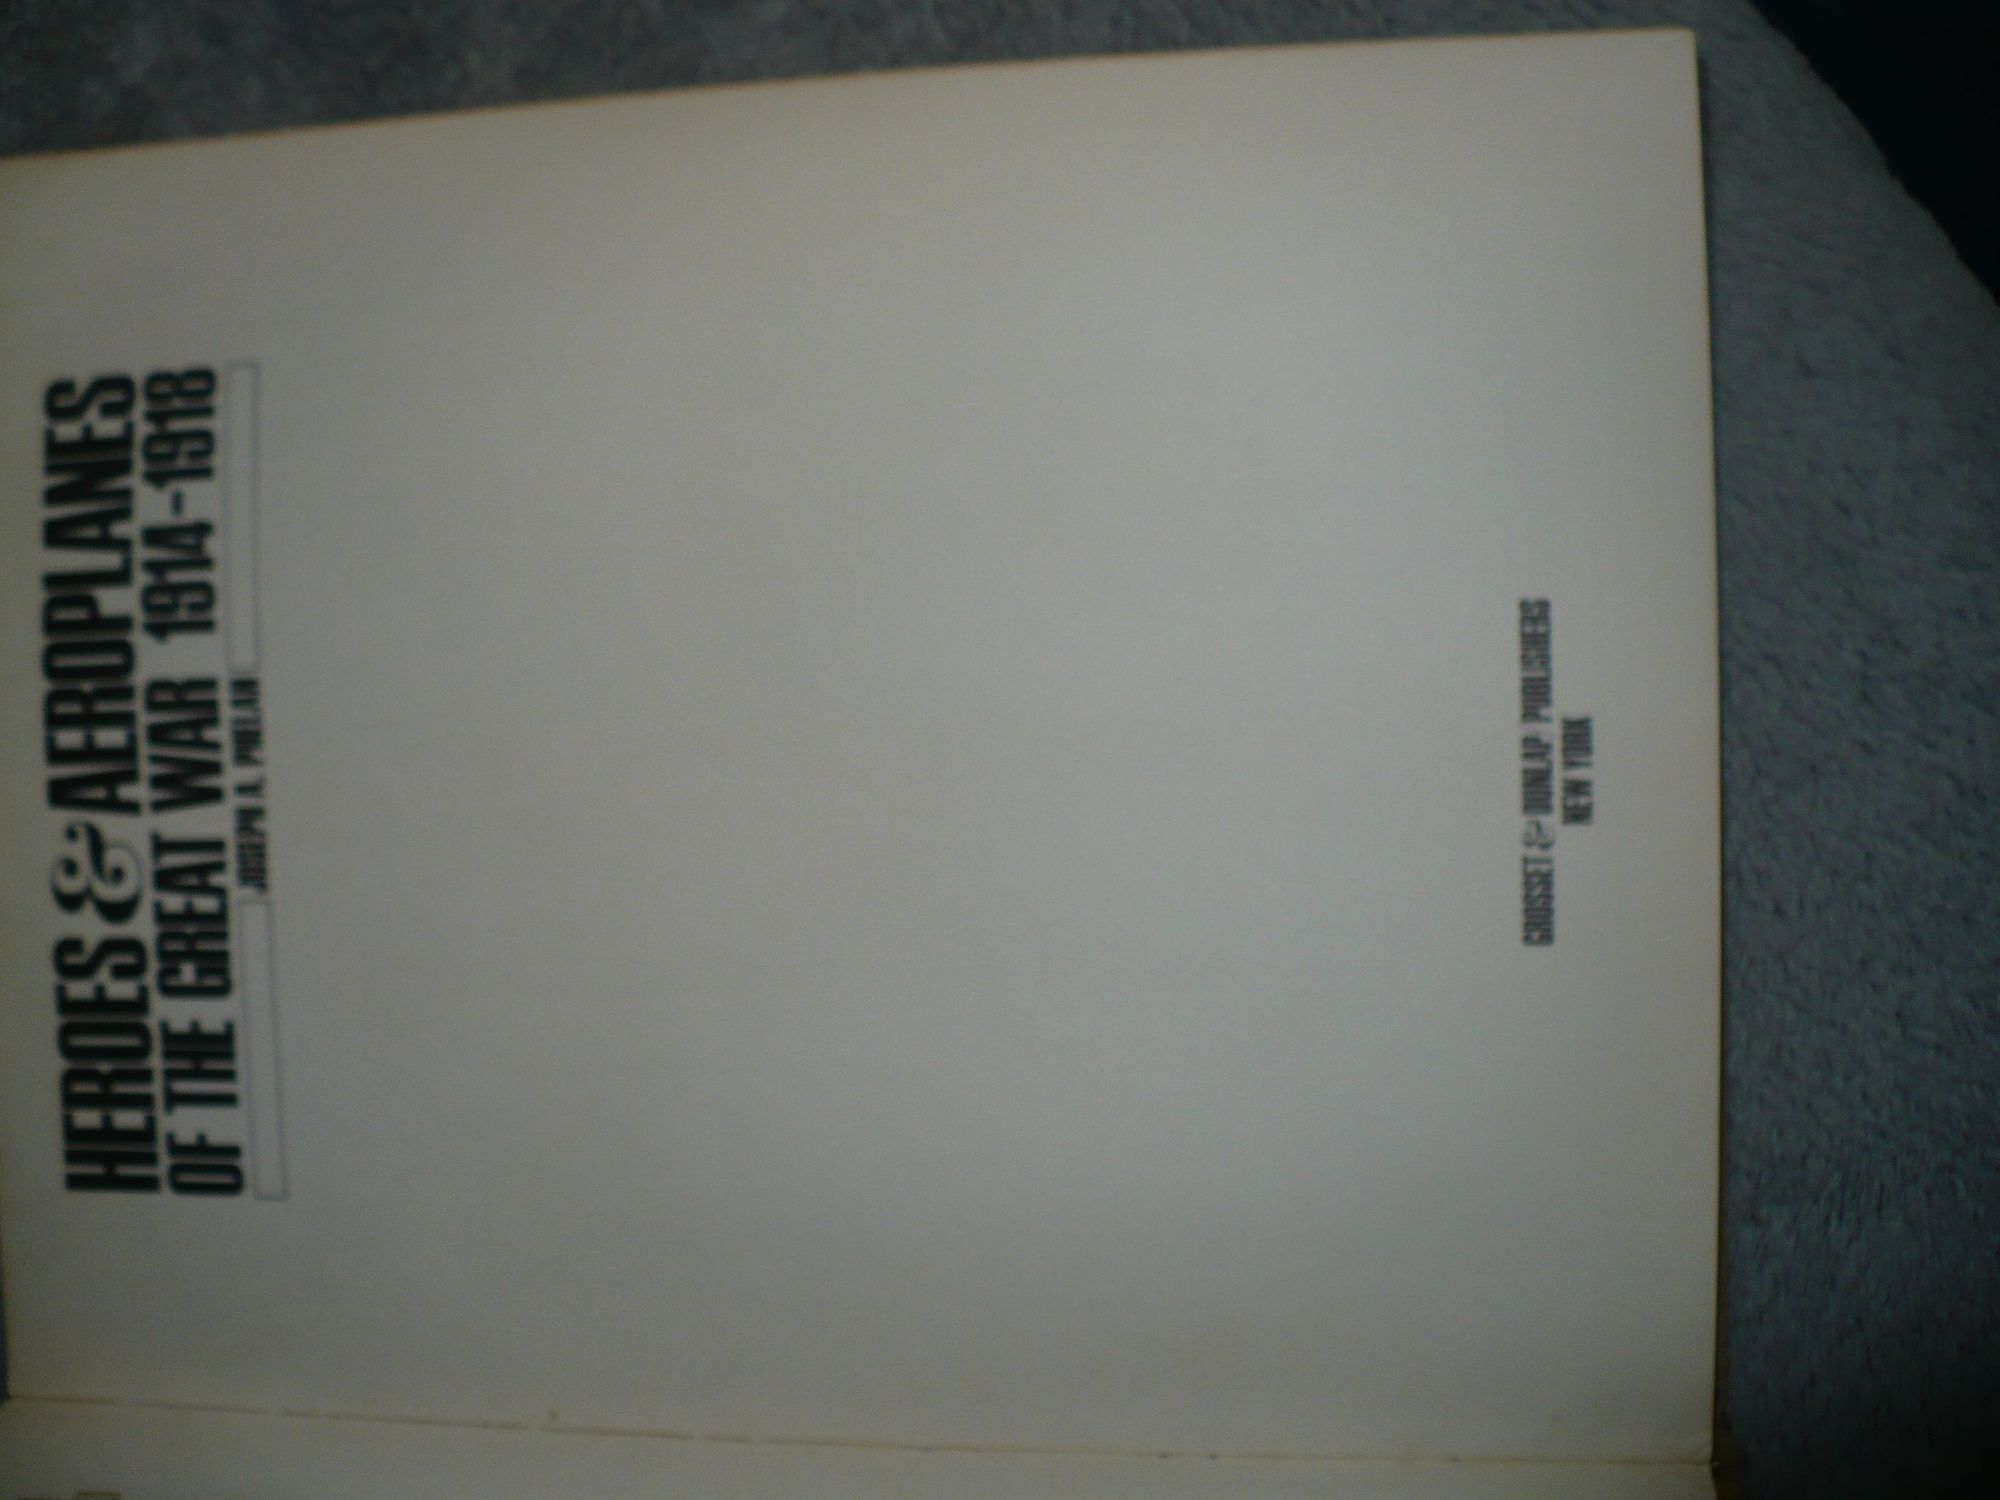 HEROES & AEROPLANES
OF THE GREAT WAR 1914-1918
JOSEPH A. PHELAN
GROSSET & DUNLAP PUBLISHERS
NEW YORK